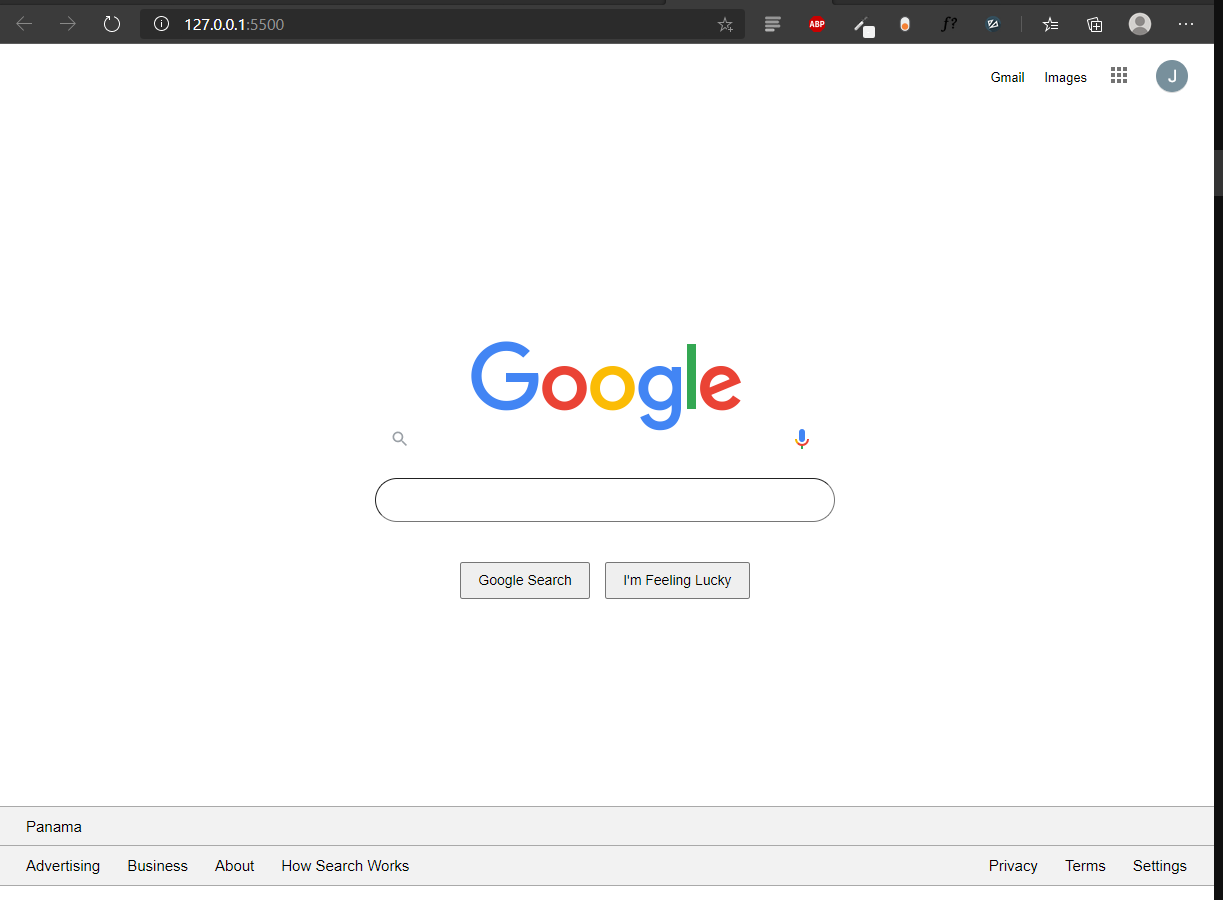 127.0.0.1:5500
ABP
f?
Gmail Images J
Google
Google Search I'm Feeling Lucky
Panama
Advertising Business About How Search Works Privacy Terms Settings